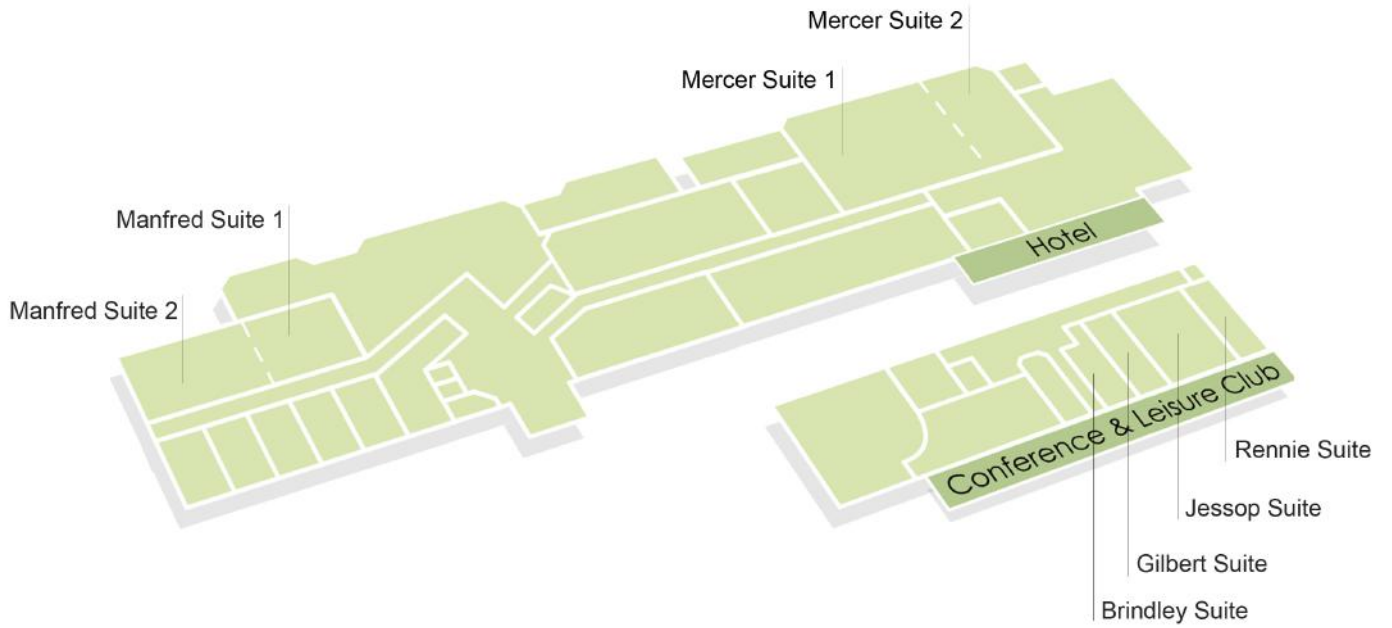 Mercer Suite 2
Mercer Suite 1
Manfred Suite 1
Manfred Suite 2
Hotel
Conference & Leisure Club
Rennie Suite
Jessop Suite
Gilbert Suite
Brindley Suite